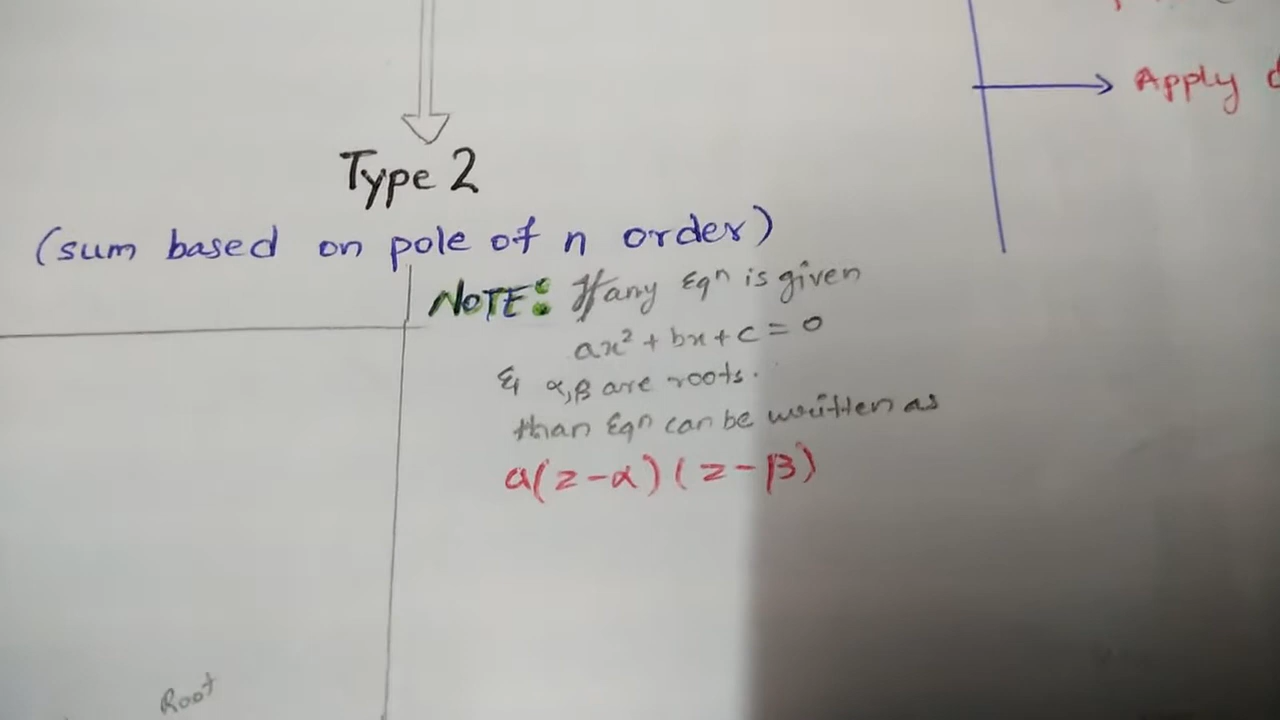 Apply
Type 2
(sum based on pole of n order)
NOTE: If any Eqⁿ is given
ax² + bx + c = 0
& α,β are roots.
than Eqⁿ can be written as
a(z-α)(z-β)
Root